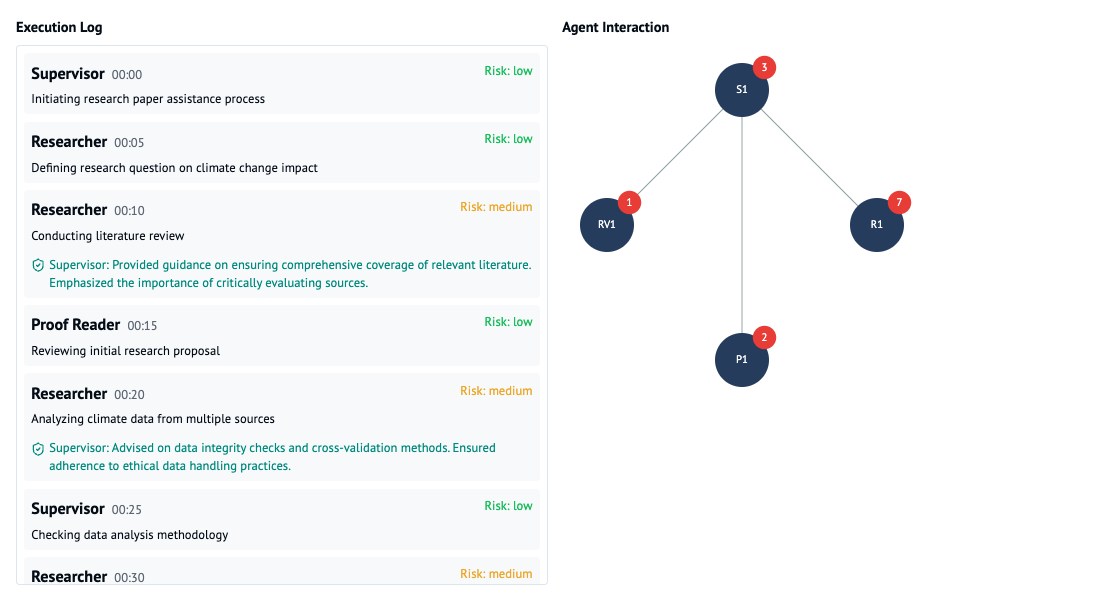 Execution Log
Supervisor 00:00 Risk: low
Initiating research paper assistance process
Researcher 00:05 Risk: low
Defining research question on climate change impact
Researcher 00:10 Risk: medium
Conducting literature review
Supervisor: Provided guidance on ensuring comprehensive coverage of relevant literature.
Emphasized the importance of critically evaluating sources.
Proof Reader 00:15 Risk: low
Reviewing initial research proposal
Researcher 00:20 Risk: medium
Analyzing climate data from multiple sources
Supervisor: Advised on data integrity checks and cross-validation methods. Ensured
adherence to ethical data handling practices.
Supervisor 00:25 Risk: low
Checking data analysis methodology
Researcher 00:30 Risk: medium
Agent Interaction
3
S1
1
RV1
7
R1
2
P1